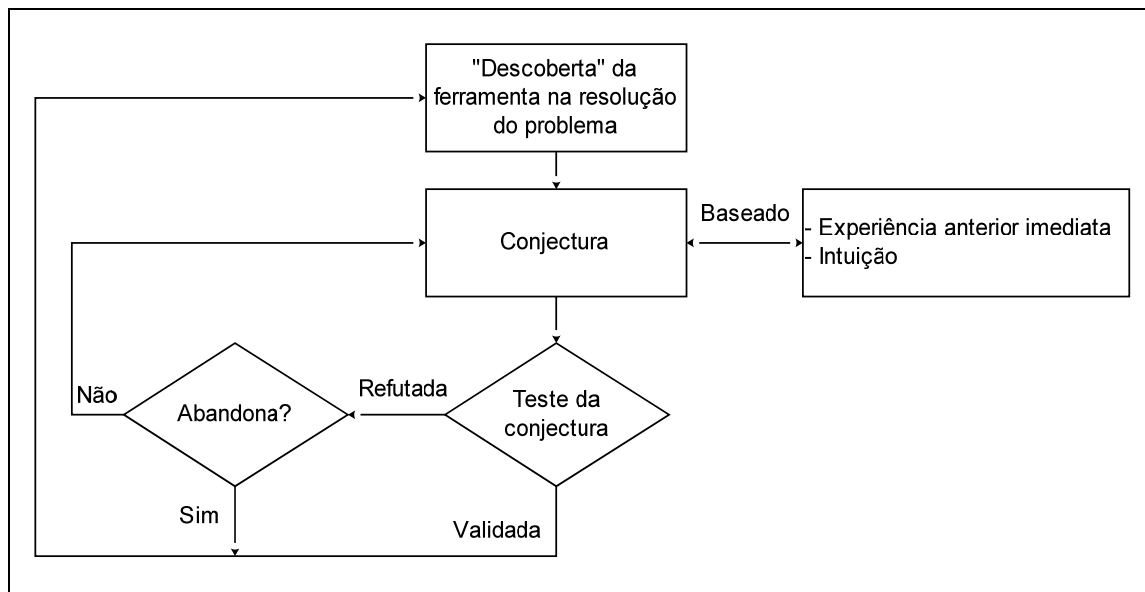 "Descoberta" da
ferramenta na resolução
do problema
Conjectura
Baseado
- Experiência anterior imediata
- Intuição
Não
Abandona?
Refutada
Teste da
conjectura
Sim
Validada